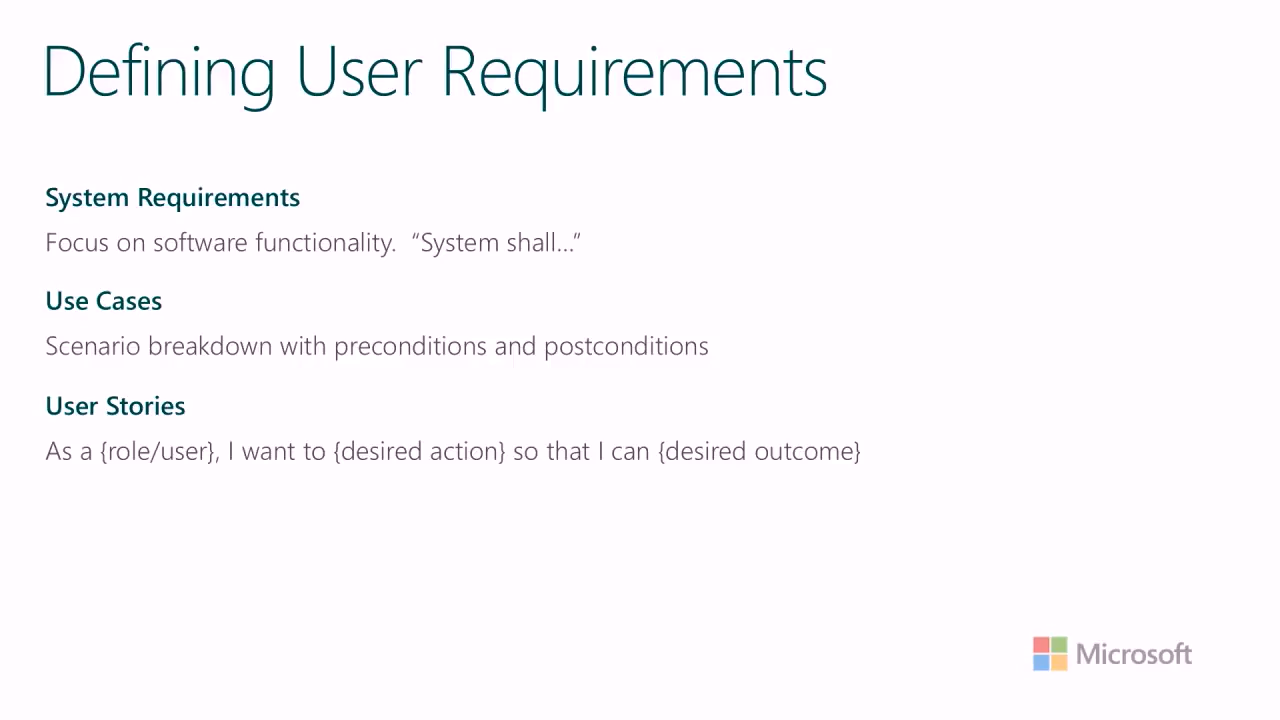 Defining User Requirements
System Requirements
Focus on software functionality.  “System shall...”
Use Cases
Scenario breakdown with preconditions and postconditions
User Stories
As a {role/user}, I want to {desired action} so that I can {desired outcome}
Microsoft